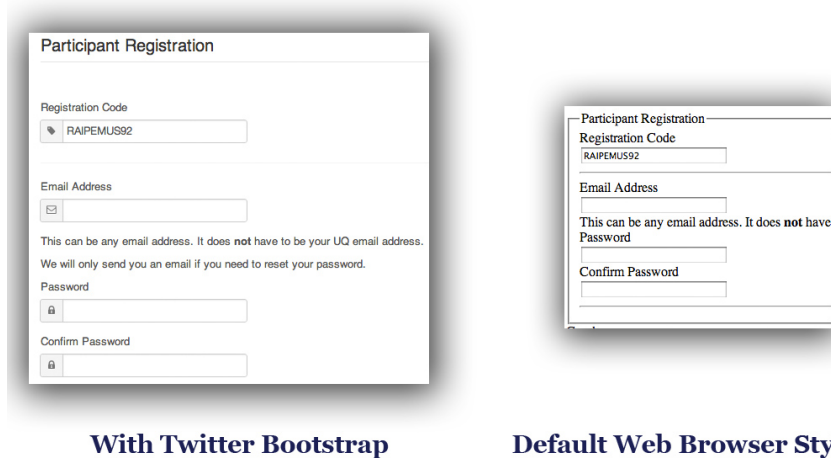 Participant Registration
Registration Code
RAIPEMUS92
Email Address
This can be any email address. It does not have to be your UQ email address.
We will only send you an email if you need to reset your password.
Password
Confirm Password
With Twitter Bootstrap
Participant Registration
Registration Code
RAIPEMUS92
Email Address
This can be any email address. It does not have
Password
Confirm Password
Default Web Browser Sty